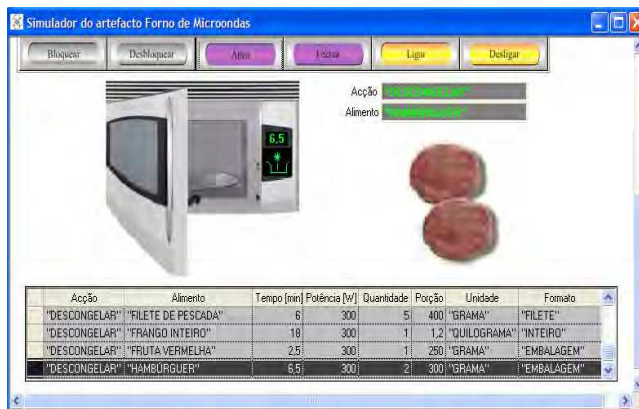 Simulador do artefacto Forno de Microondas
Bloquear Desbloquear Abrir Fechar Ligar Desligar
Acção "DESCONGELAR"
Alimento "HAMBÚRGUER"
6,5
Acção Alimento Tempo [min] Potência [W] Quantidade Porção Unidade Formato
"DESCONGELAR" "FILETE DE PESCADA" 6 300 5 400 "GRAMA" "FILETE"
"DESCONGELAR" "FRANGO INTEIRO" 18 300 1 1,2 "QUILOGRAMA" "INTEIRO"
"DESCONGELAR" "FRUTA VERMELHA" 2,5 300 1 250 "GRAMA" "EMBALAGEM"
"DESCONGELAR" "HAMBÚRGUER" 6,5 300 2 300 "GRAMA" "EMBALAGEM"